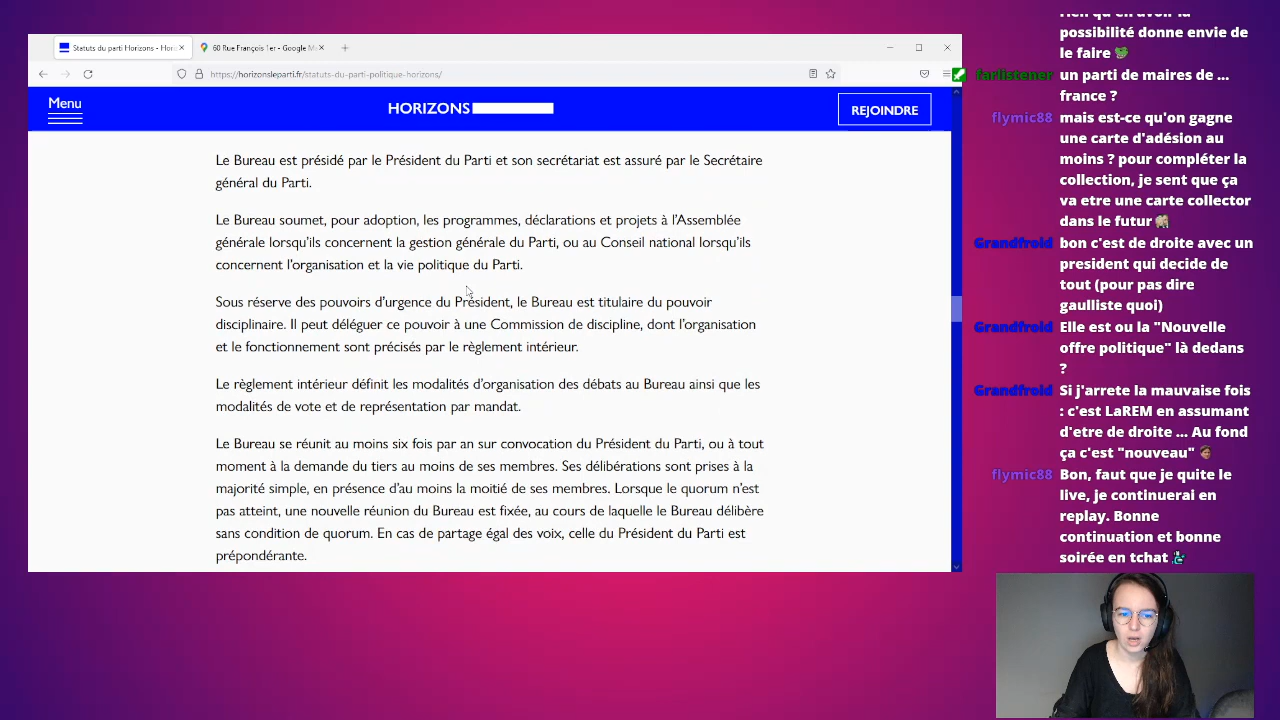 Statuts du parti Horizons - Hor
60 Rue François 1er - Google M
https://horizonsleparti.fr/statuts-du-parti-politique-horizons/
Menu
HORIZONS
REJOINDRE
Le Bureau est présidé par le Président du Parti et son secrétariat est assuré par le Secrétaire
général du Parti.
Le Bureau soumet, pour adoption, les programmes, déclarations et projets à l’Assemblée
générale lorsqu’ils concernent la gestion générale du Parti, ou au Conseil national lorsqu’ils
concernent l’organisation et la vie politique du Parti.
Sous réserve des pouvoirs d’urgence du Président, le Bureau est titulaire du pouvoir
disciplinaire. Il peut déléguer ce pouvoir à une Commission de discipline, dont l’organisation
et le fonctionnement sont précisés par le règlement intérieur.
Le règlement intérieur définit les modalités d’organisation des débats au Bureau ainsi que les
modalités de vote et de représentation par mandat.
Le Bureau se réunit au moins six fois par an sur convocation du Président du Parti, ou à tout
moment à la demande du tiers au moins de ses membres. Ses délibérations sont prises à la
majorité simple, en présence d’au moins la moitié de ses membres. Lorsque le quorum n’est
pas atteint, une nouvelle réunion du Bureau est fixée, au cours de laquelle le Bureau délibère
sans condition de quorum. En cas de partage égal des voix, celle du Président du Parti est
prépondérante.
rien qu'en avoir la
possibilité donne envie de
le faire
farlistener un parti de maires de ...
france ?
flymic88 mais est-ce qu'on gagne
une carte d'adésion au
moins ? pour compléter la
collection, je sent que ça
va etre une carte collector
dans le futur
Grandfroid bon c'est de droite avec un
president qui decide de
tout (pour pas dire
gaulliste quoi)
Grandfroid Elle est ou la "Nouvelle
offre politique" là dedans
?
Grandfroid Si j'arrete la mauvaise fois
: c'est LaREM en assumant
d'etre de droite ... Au fond
ça c'est "nouveau"
flymic88 Bon, faut que je quite le
live, je continuerai en
replay. Bonne
continuation et bonne
soirée en tchat